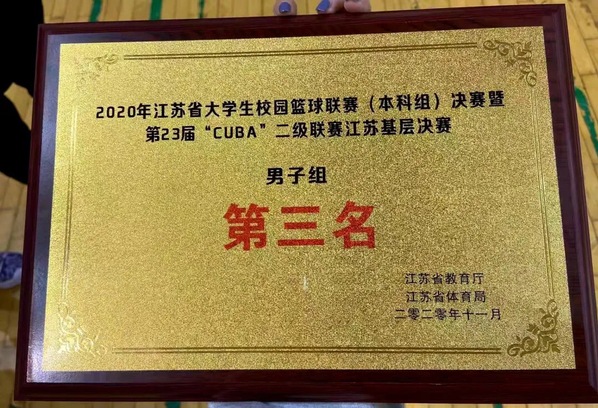 2020年江苏省大学生校园篮球联赛（本科组）决赛暨
第23届“CUBA”二级联赛江苏基层决赛
男子组
第三名
江苏省教育厅
江苏省体育局
二〇二〇年十一月